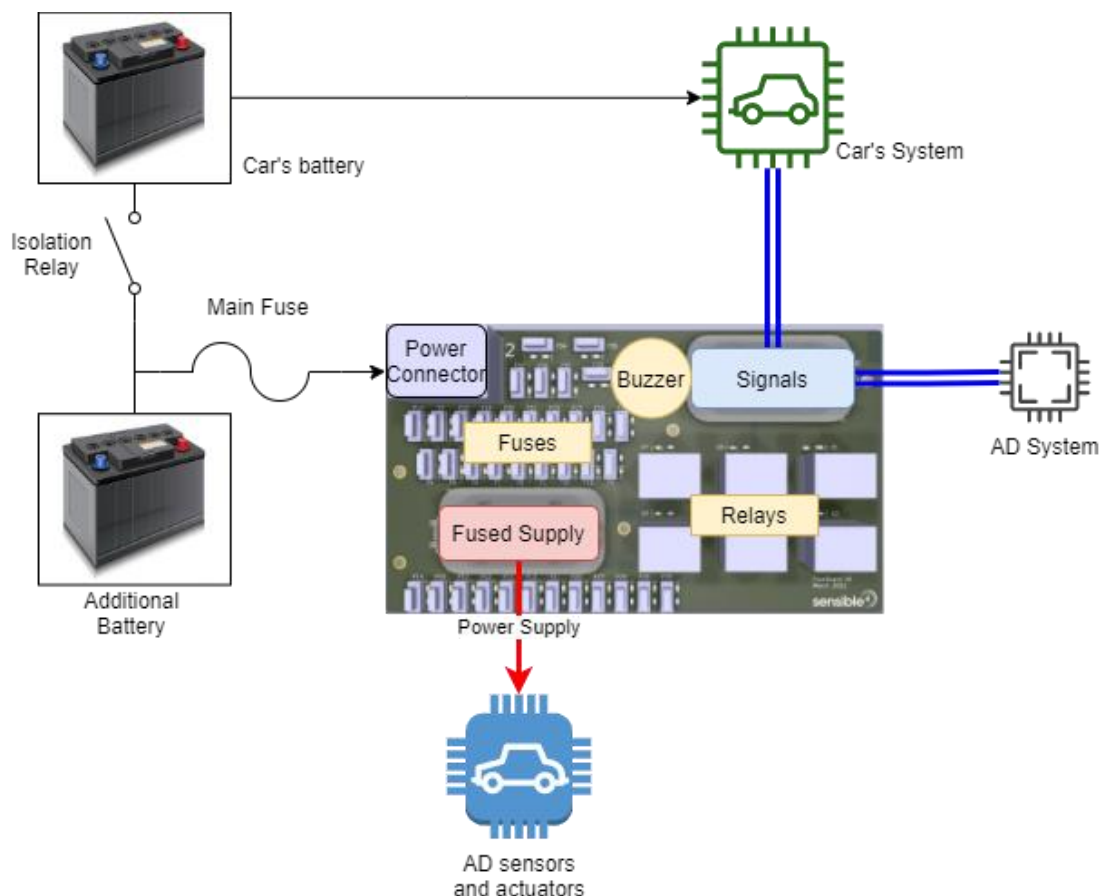 Car's battery
Car's System
Isolation
Relay
Main Fuse
Power
Connector
2
Buzzer
Signals
AD System
Fuses
Relays
Fused Supply
sensible
Additional
Battery
Power Supply
AD sensors
and actuators